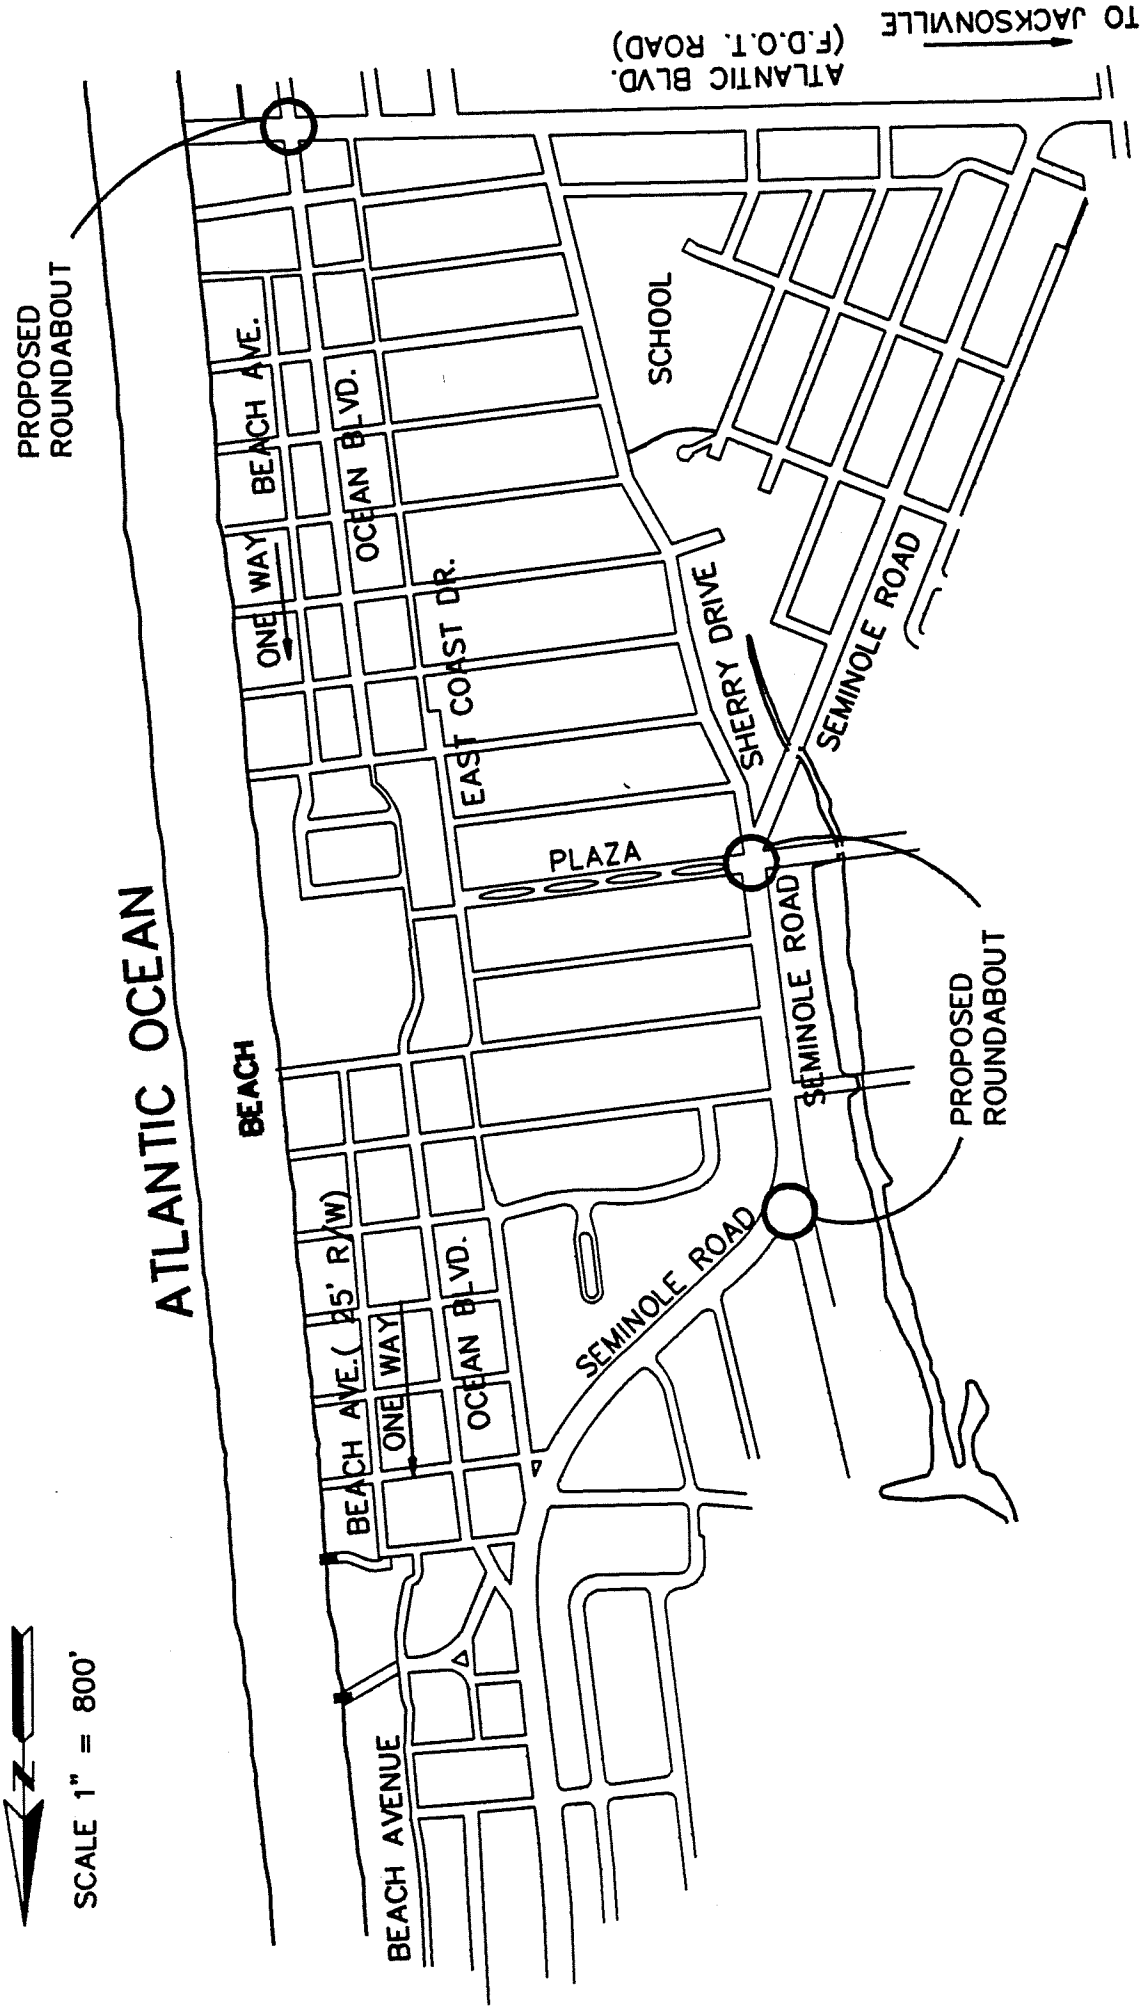 N
SCALE 1" = 800'
ATLANTIC OCEAN
BEACH
PROPOSED
ROUNDABOUT
BEACH AVENUE
BEACH AVE.( 25' R/W)
ONE WAY
OCEAN BLVD.
ONE WAY
BEACH AVE.
OCEAN BLVD.
EAST COAST DR.
SEMINOLE ROAD
PLAZA
SHERRY DRIVE
SCHOOL
SEMINOLE ROAD
SEMINOLE ROAD
PROPOSED
ROUNDABOUT
ATLANTIC BLVD.
(F.D.O.T. ROAD)
TO JACKSONVILLE